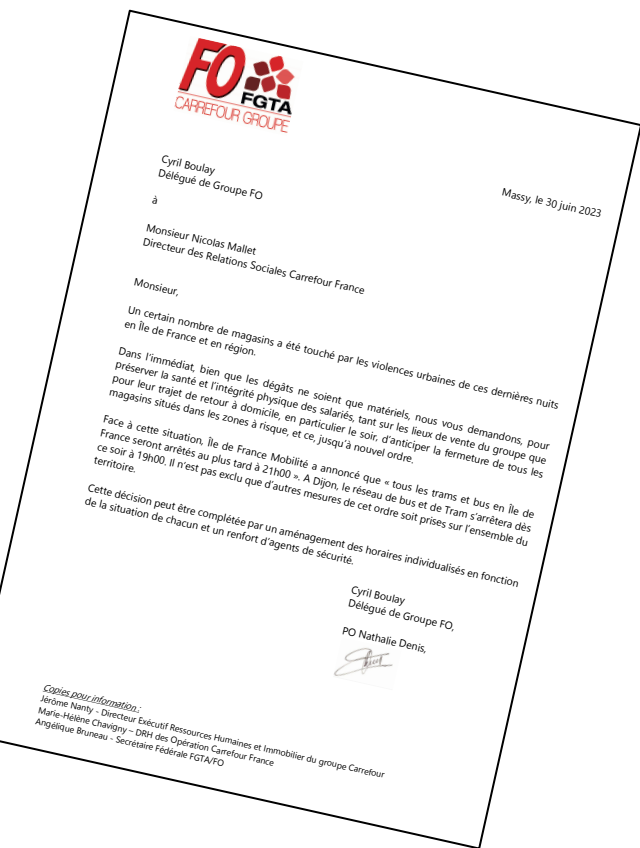 FO
FGTA
CARREFOUR GROUPE
Cyril Boulay
Délégué de Groupe FO
Massy, le 30 juin 2023
à
Monsieur Nicolas Mallet
Directeur des Relations Sociales Carrefour France
Monsieur,
Un certain nombre de magasins a été touché par les violences urbaines de ces dernières nuits
en Île de France et en région.
Dans l'immédiat, bien que les dégâts ne soient que matériels, nous vous demandons, pour
préserver la santé et l'intégrité physique des salariés, tant sur les lieux de vente du groupe que
pour leur trajet de retour à domicile, en particulier le soir, d'anticiper la fermeture de tous les
magasins situés dans les zones à risque, et ce, jusqu'à nouvel ordre.
Face à cette situation, Île de France Mobilité a annoncé que « tous les trams et bus en Île de
France seront arrêtés au plus tard à 21h00 ». A Dijon, le réseau de bus et de Tram s'arrêtera dès
ce soir à 19h00. Il n'est pas exclu que d'autres mesures de cet ordre soit prises sur l'ensemble du
territoire.
Cette décision peut être complétée par un aménagement des horaires individualisés en fonction
de la situation de chacun et un renfort d'agents de sécurité.
Cyril Boulay
Délégué de Groupe FO,
PO Nathalie Denis,
Copies pour information :
Jérôme Nanty - Directeur Exécutif Ressources Humaines et Immobilier du groupe Carrefour
Marie-Hélène Chavigny – DRH des Opération Carrefour France
Angélique Bruneau - Secrétaire Fédérale FGTA/FO